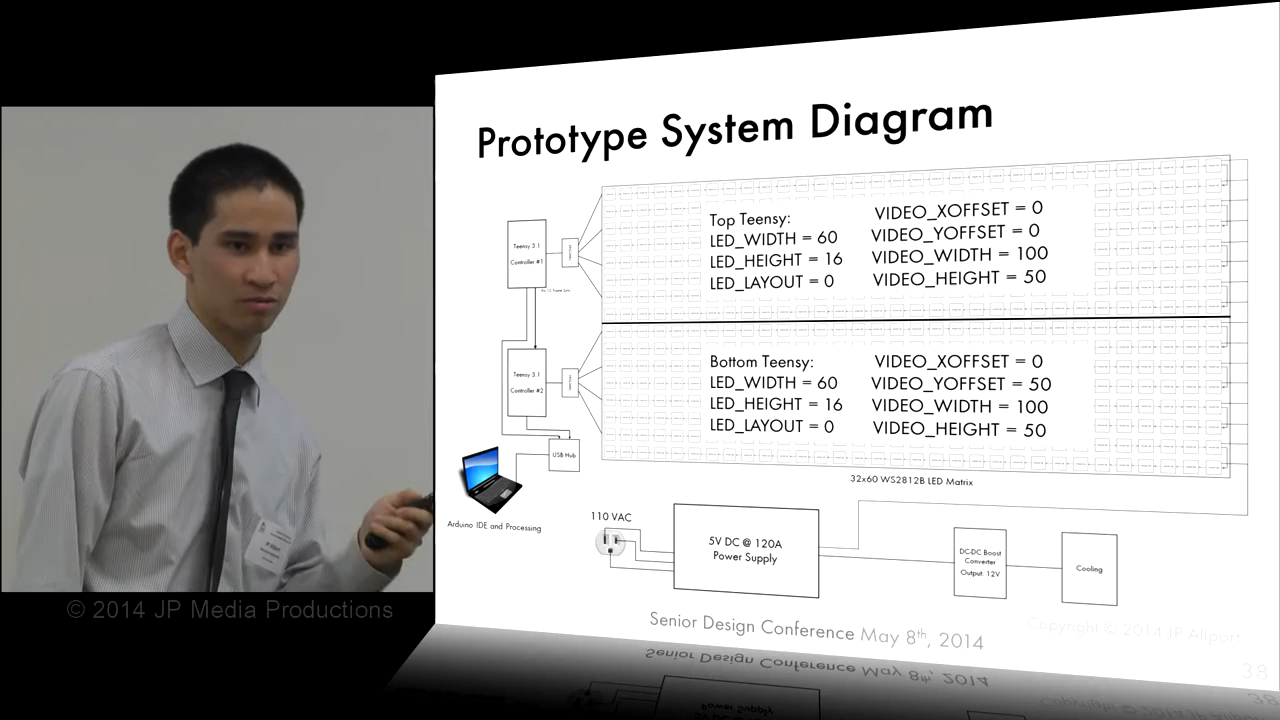 Prototype System Diagram
Top Teensy:
LED_WIDTH = 60
LED_HEIGHT = 16
LED_LAYOUT = 0
VIDEO_XOFFSET = 0
VIDEO_YOFFSET = 0
VIDEO_WIDTH = 100
VIDEO_HEIGHT = 50
Teensy 3.1
Controller #1
Bottom Teensy:
LED_WIDTH = 60
LED_HEIGHT = 16
LED_LAYOUT = 0
VIDEO_XOFFSET = 0
VIDEO_YOFFSET = 50
VIDEO_WIDTH = 100
VIDEO_HEIGHT = 50
Teensy 3.1
Controller #2
USB Hub
Arduino IDE and Processing
32x60 WS2812B LED Matrix
110 VAC
5V DC @ 120A
Power Supply
DC-DC Boost
Converter
Output: 12V
Cooling
© 2014 JP Media Productions
Senior Design Conference May 8th, 2014
Copyright © 2014 JP Allport
38